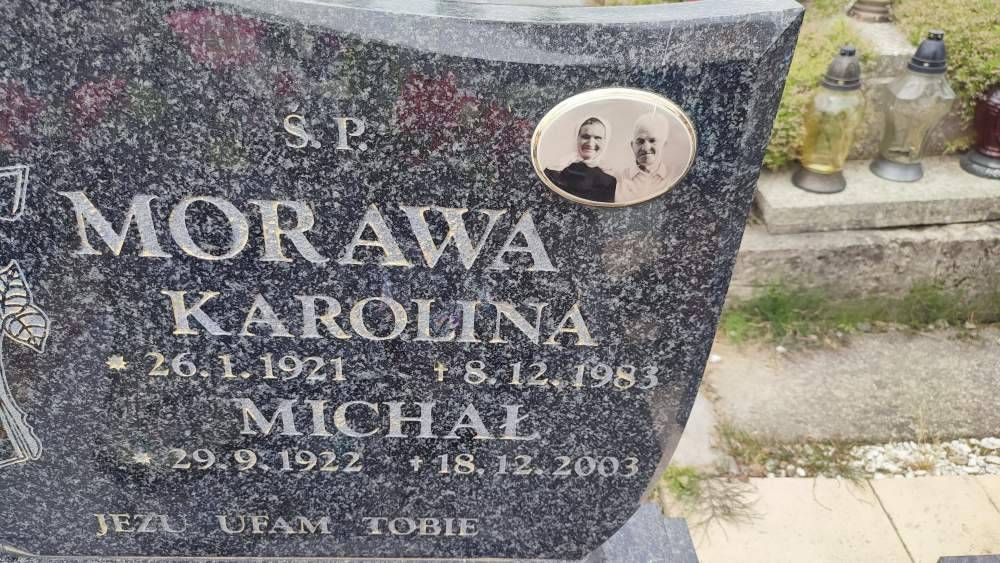 Ś.P.
MORAWA
KAROLINA
* 26.1.1921 † 8.12.1983
MICHAŁ
* 29.9.1922 † 18.12.2003
JEZU UFAM TOBIE